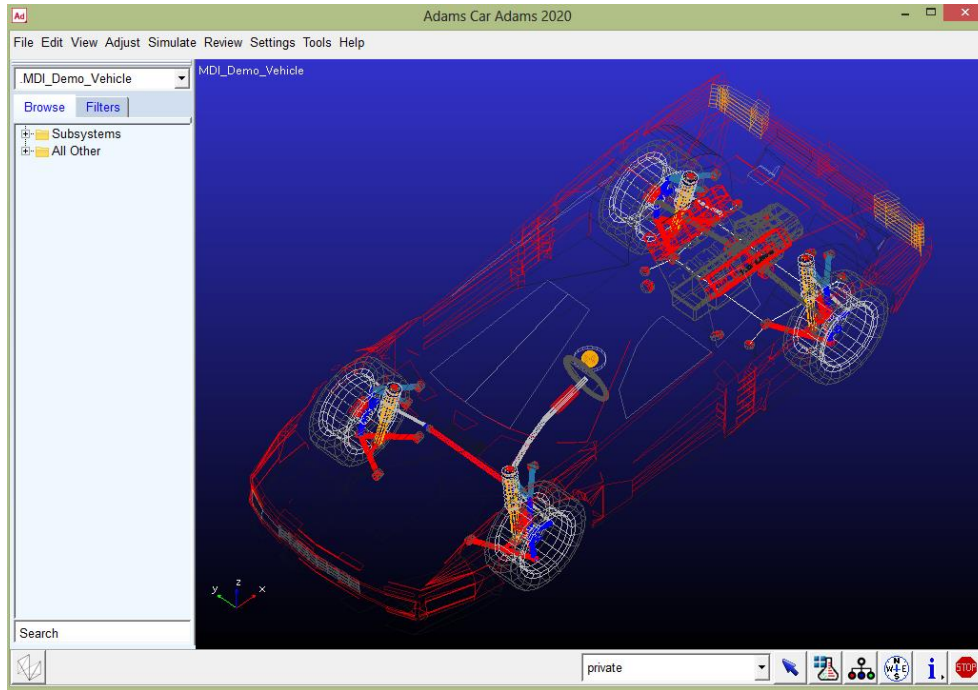 Ad
Adams Car Adams 2020
File Edit View Adjust Simulate Review Settings Tools Help
.MDI_Demo_Vehicle
MDI_Demo_Vehicle
Browse Filters
Subsystems
All Other
y z x
Search
private
N
W E
S
i
STOP